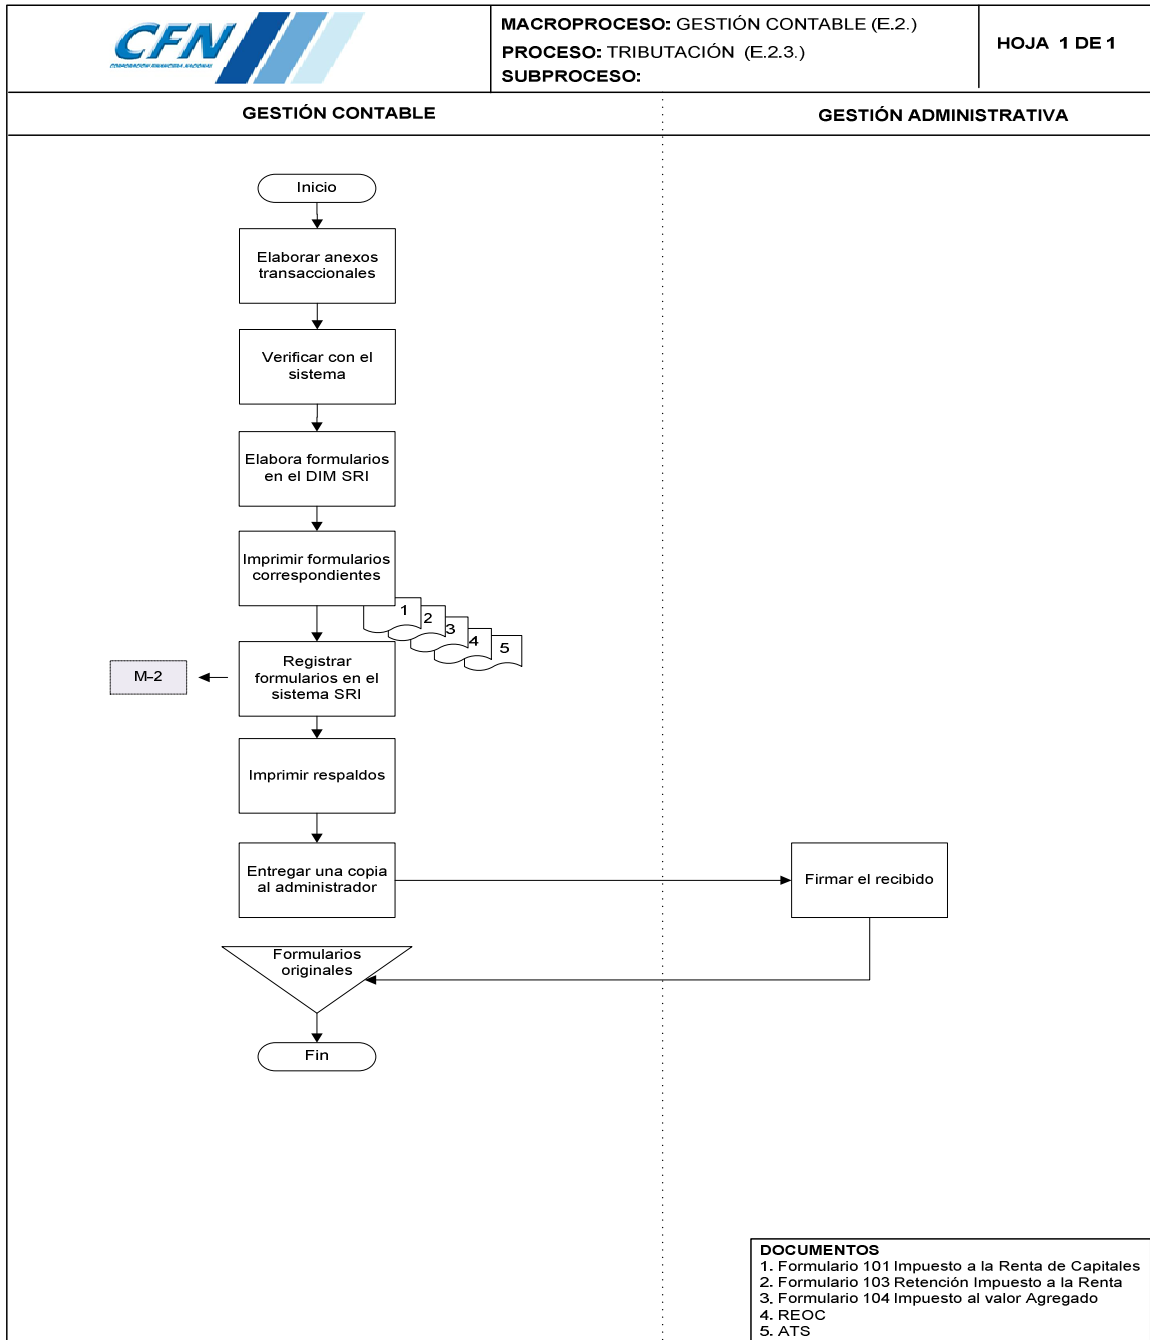 CFN
CORPORACIÓN FINANCIERA NACIONAL
MACROPROCESO: GESTIÓN CONTABLE (E.2.)
PROCESO: TRIBUTACIÓN (E.2.3.)
SUBPROCESO:
HOJA 1 DE 1
GESTIÓN CONTABLE
GESTIÓN ADMINISTRATIVA
Inicio
Elaborar anexos
transaccionales
Verificar con el
sistema
Elabora formularios
en el DIM SRI
Imprimir formularios
correspondientes
1
2
3
4
5
Registrar
formularios en el
sistema SRI
M-2
Imprimir respaldos
Entregar una copia
al administrador
Firmar el recibido
Formularios
originales
Fin
DOCUMENTOS
1. Formulario 101 Impuesto a la Renta de Capitales
2. Formulario 103 Retención Impuesto a la Renta
3. Formulario 104 Impuesto al valor Agregado
4. REOC
5. ATS